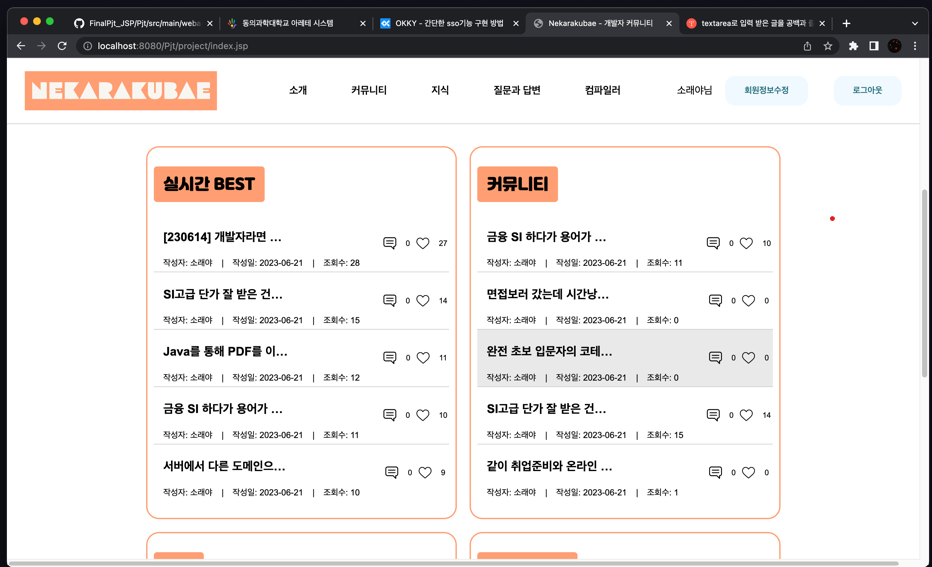 FinalPjt_JSP/Pjt/src/main/weba
동의과학대학교 아레테 시스템
OKKY - 간단한 sso기능 구현 방법
Nekarakubae - 개발자 커뮤니티
textarea로 입력 받은 글을 공백과
localhost:8080/Pjt/project/index.jsp
NEKARAKUBAE
소개
커뮤니티
지식
질문과 답변
컴파일러
소래야님
회원정보수정
로그아웃
실시간 BEST
[230614] 개발자라면 ...
0 27
작성자: 소래야 | 작성일: 2023-06-21 | 조회수: 28
SI고급 단가 잘 받은 건...
0 14
작성자: 소래야 | 작성일: 2023-06-21 | 조회수: 15
Java를 통해 PDF를 이...
0 11
작성자: 소래야 | 작성일: 2023-06-21 | 조회수: 12
금융 SI 하다가 용어가 ...
0 10
작성자: 소래야 | 작성일: 2023-06-21 | 조회수: 11
서버에서 다른 도메인으...
0 9
작성자: 소래야 | 작성일: 2023-06-21 | 조회수: 10
커뮤니티
금융 SI 하다가 용어가 ...
0 10
작성자: 소래야 | 작성일: 2023-06-21 | 조회수: 11
면접보러 갔는데 시간낭...
0 0
작성자: 소래야 | 작성일: 2023-06-21 | 조회수: 0
완전 초보 입문자의 코테...
0 0
작성자: 소래야 | 작성일: 2023-06-21 | 조회수: 0
SI고급 단가 잘 받은 건...
0 14
작성자: 소래야 | 작성일: 2023-06-21 | 조회수: 15
같이 취업준비와 온라인 ...
0 0
작성자: 소래야 | 작성일: 2023-06-21 | 조회수: 1